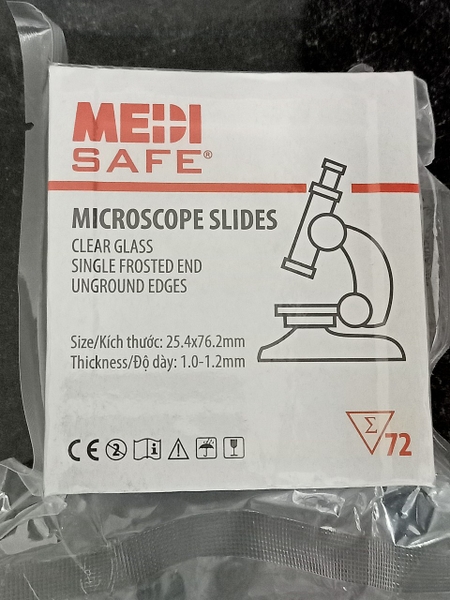 MEDI
SAFE®
MICROSCOPE SLIDES
CLEAR GLASS
SINGLE FROSTED END
UNGROUND EDGES
Size/Kích thước: 25.4x76.2mm
Thickness/Độ dày: 1.0-1.2mm
CE 2 i
Σ 72